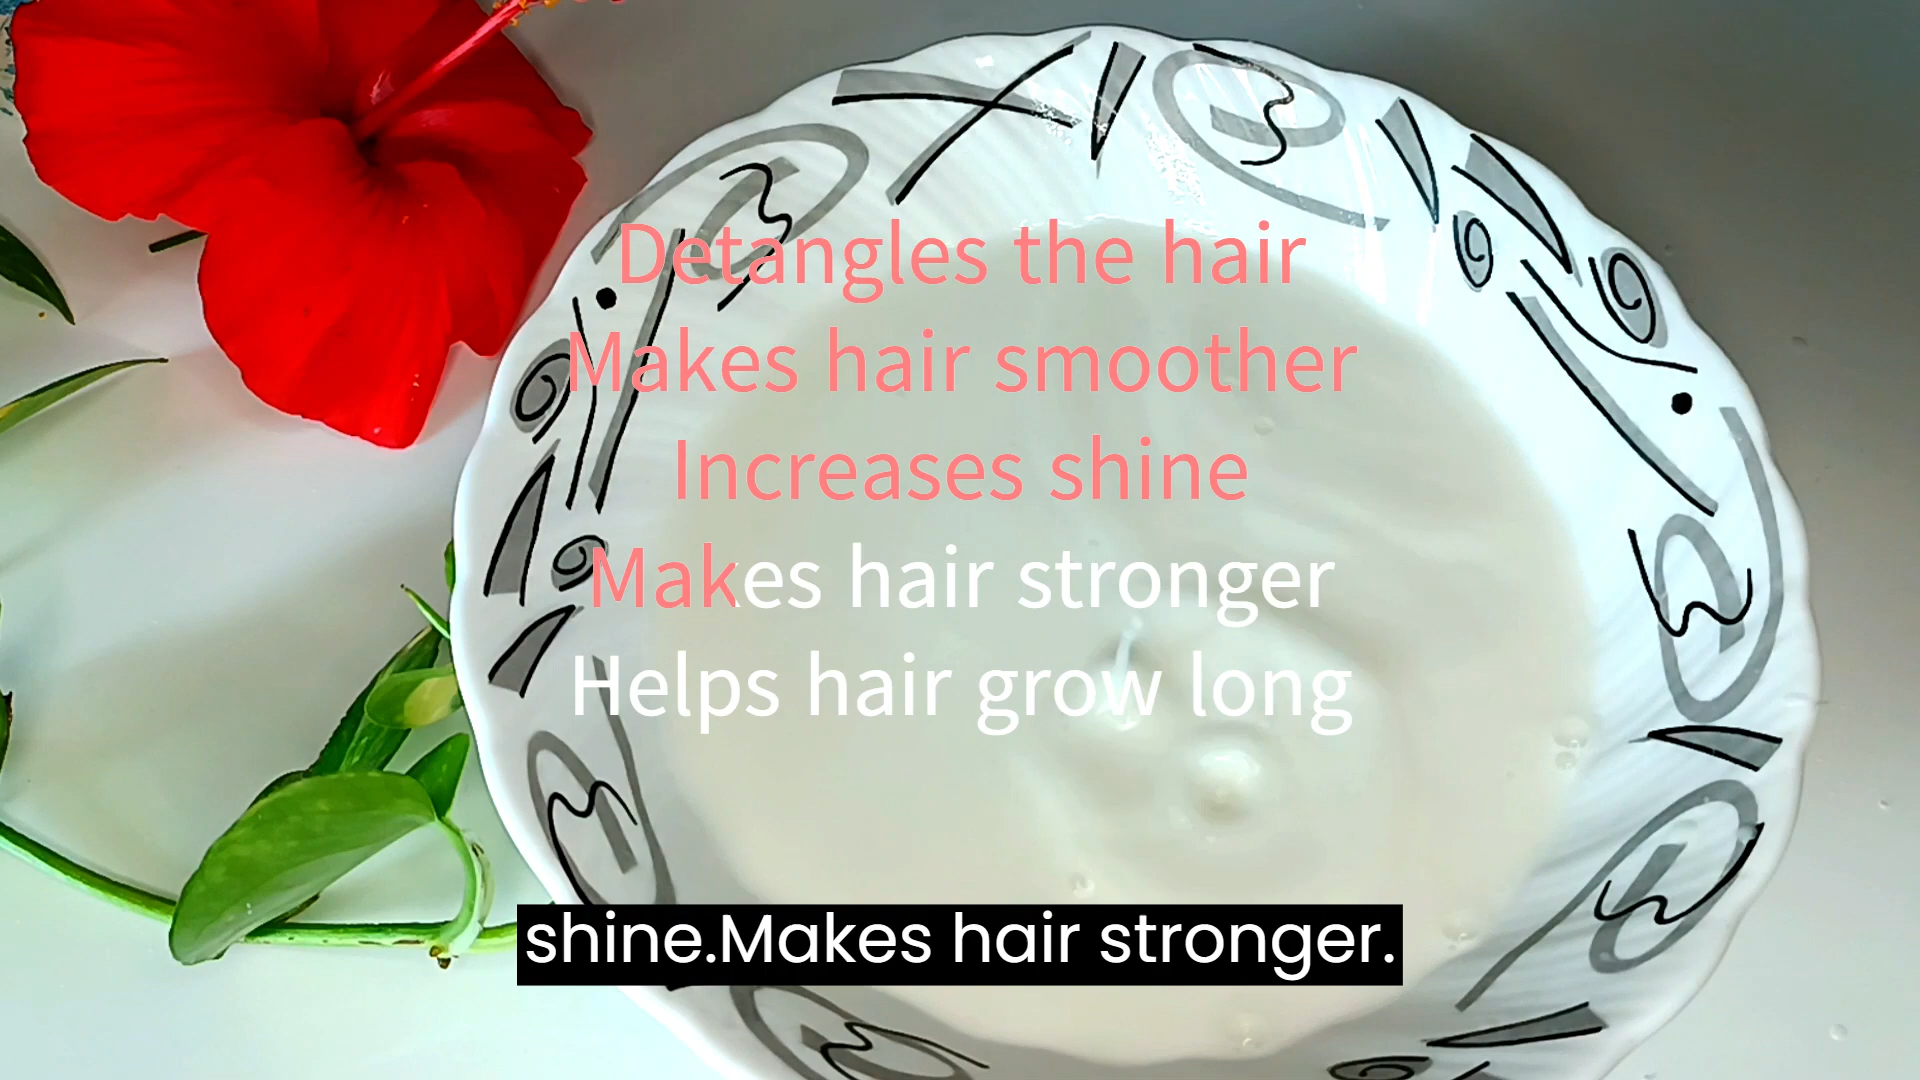 Detangles the hair
Makes hair smoother
Increases shine
Makes hair stronger
Helps hair grow long
shine.Makes hair stronger.